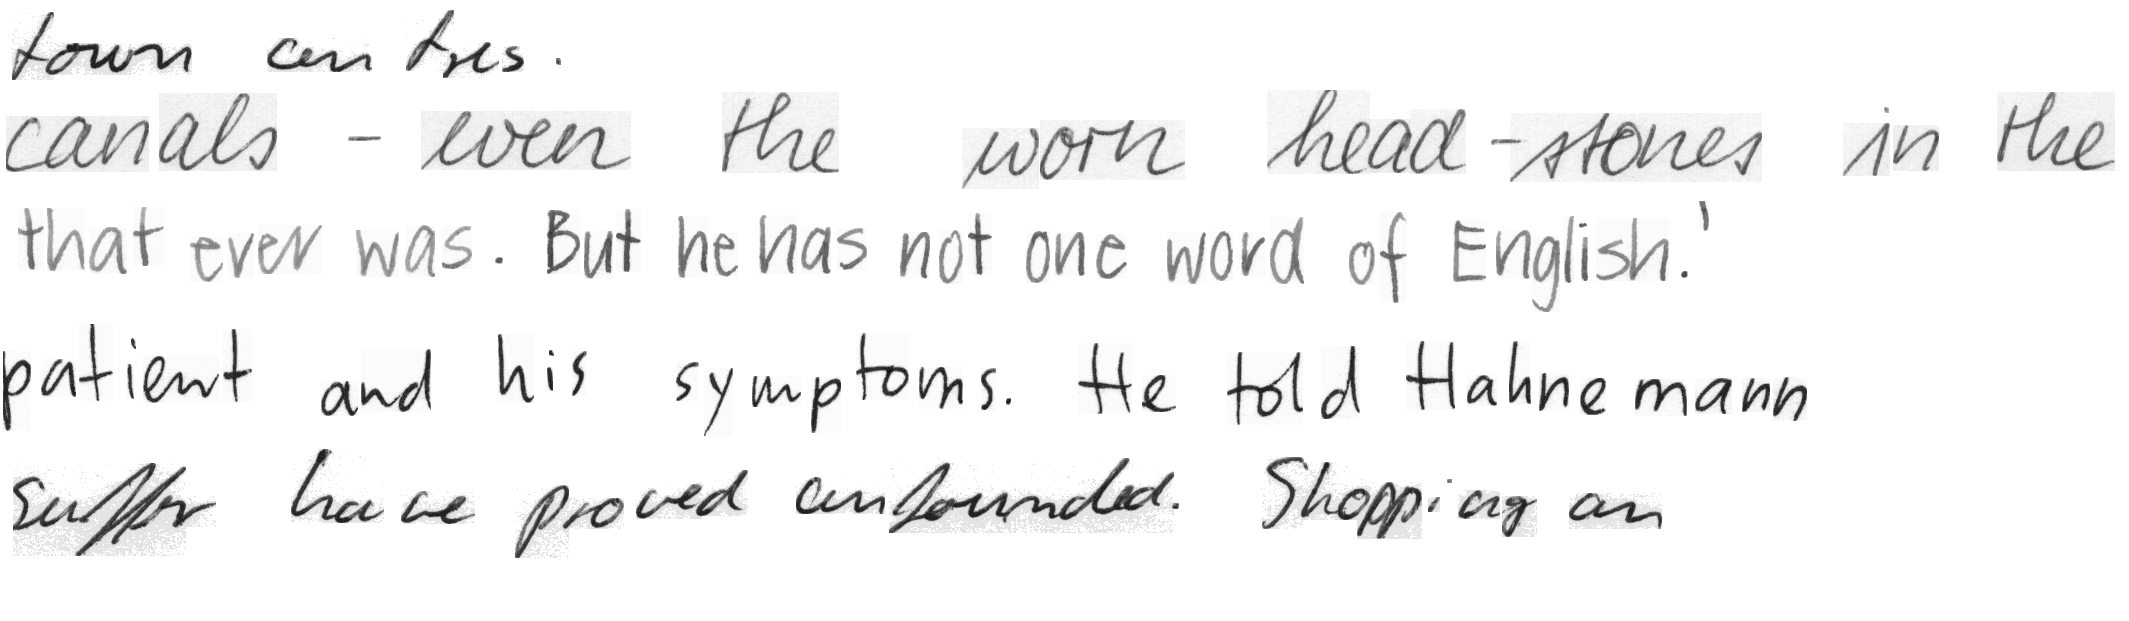 town centres.
canals - even the worn head-stones in the
that ever was. But he has not one word of English.'
patient and his symptoms. He told Hahnemann
suffer have proved unfounded. Shopping an